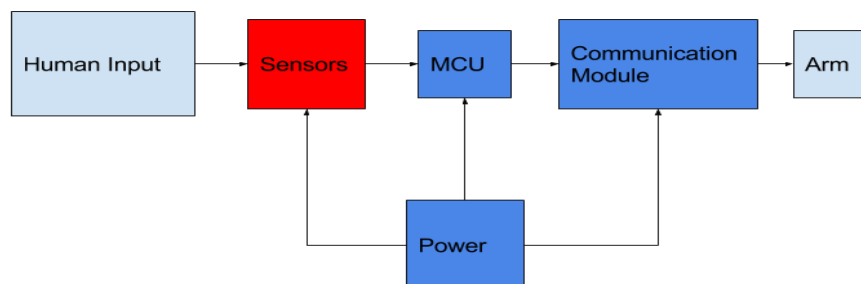 Human Input
Sensors
MCU
Communication
Module
Arm
Power